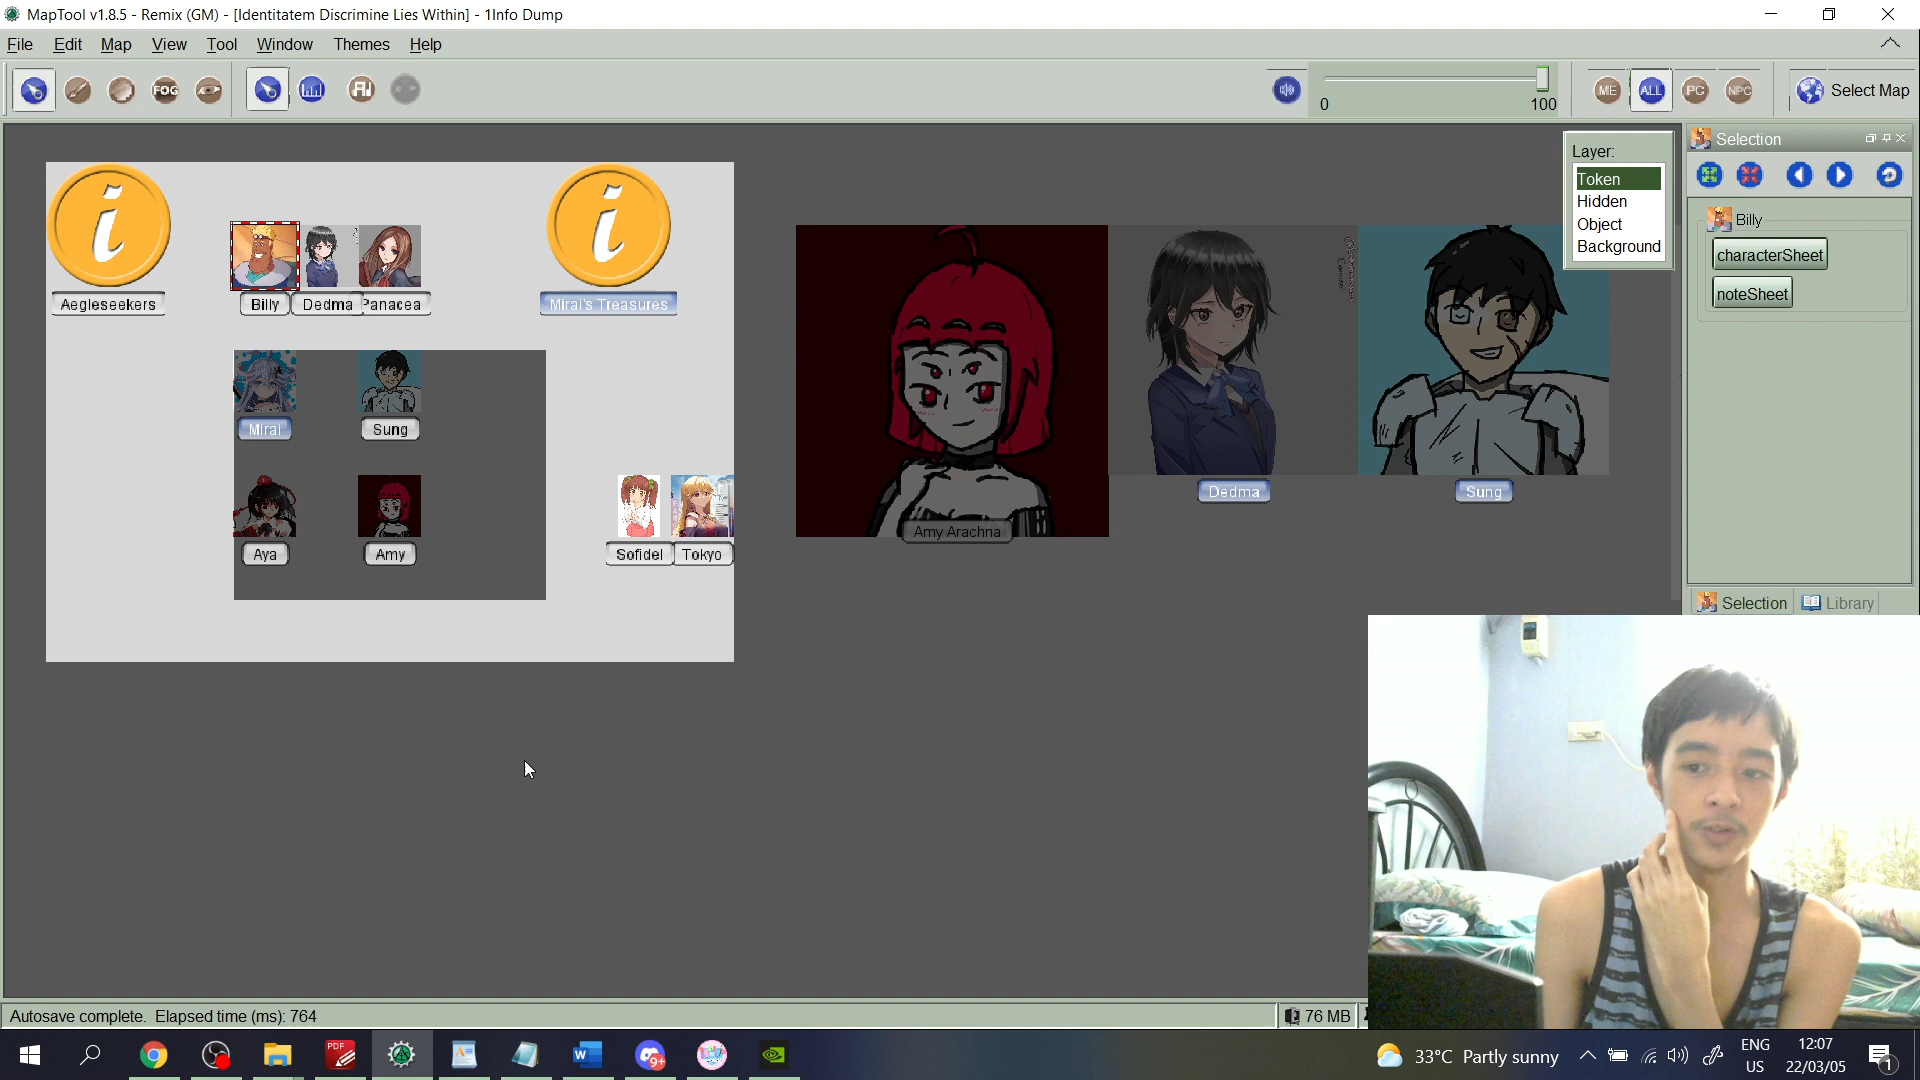 MapTool v1.8.5 - Remix (GM) - [Identitatem Discrimine Lies Within] - 1Info Dump
File Edit Map View Tool Window Themes Help
FOG
0 100
ME ALL PC NPC Select Map
Layer:
Token
Hidden
Object
Background
Selection
Billy
characterSheet
noteSheet
Selection Library
Aegleseekers
Billy Dedma Panacea
Mirai's Treasures
Mirai Sung
Aya Amy
Sofidel Tokyo
Amy Arachna
Dedma
Sung
Autosave complete. Elapsed time (ms): 764
76 MB
PDF
9+
33°C Partly sunny
ENG
US
12:07
22/03/05
1